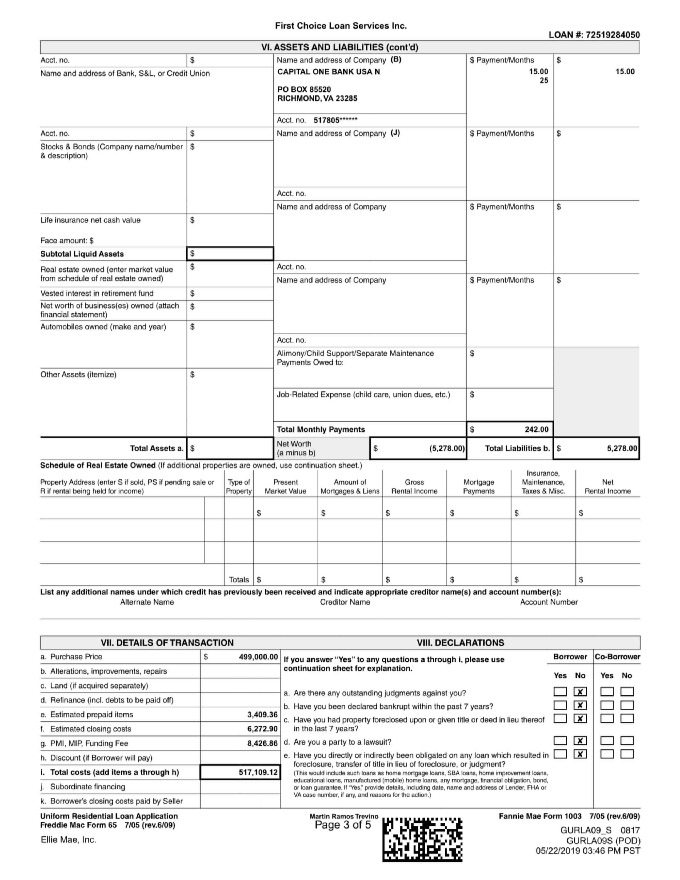 First Choice Loan Services Inc.
LOAN #: 72519284050
VI. ASSETS AND LIABILITIES (cont'd)
Acct. no. $
Name and address of Bank, S&L, or Credit Union
Name and address of Company (B) $ Payment/Months $
CAPITAL ONE BANK USA N 15.00 15.00
25
PO BOX 85520
RICHMOND, VA 23285
Acct. no. 517805******
Acct. no. $
Name and address of Company (J) $ Payment/Months $
Stocks & Bonds (Company name/number $
& description)
Acct. no.
Name and address of Company $ Payment/Months $
Life insurance net cash value $
Face amount: $
Subtotal Liquid Assets $
Real estate owned (enter market value $
from schedule of real estate owned)
Acct. no.
Name and address of Company $ Payment/Months $
Vested interest in retirement fund $
Net worth of business(es) owned (attach $
financial statement)
Automobiles owned (make and year) $
Acct. no.
Alimony/Child Support/Separate Maintenance $
Payments Owed to:
Other Assets (itemize) $
Job-Related Expense (child care, union dues, etc.) $
Total Monthly Payments $ 242.00
Total Assets a. $
Net Worth $ (5,278.00)
(a minus b)
Total Liabilities b. $ 5,278.00
Schedule of Real Estate Owned (If additional properties are owned, use continuation sheet.)
Property Address (enter S if sold, PS if pending sale or
R if rental being held for income)
Type of
Property
Present
Market Value
Amount of
Mortgages & Liens
Gross
Rental Income
Mortgage
Payments
Insurance,
Maintenance,
Taxes & Misc.
Net
Rental Income
$ $ $ $ $ $
Totals $ $ $ $ $ $
List any additional names under which credit has previously been received and indicate appropriate creditor name(s) and account number(s):
Alternate Name Creditor Name Account Number
VII. DETAILS OF TRANSACTION
a. Purchase Price $ 499,000.00
b. Alterations, improvements, repairs
c. Land (if acquired separately)
d. Refinance (incl. debts to be paid off)
e. Estimated prepaid items 3,409.36
f. Estimated closing costs 6,272.90
g. PMI, MIP, Funding Fee 8,426.86
h. Discount (if Borrower will pay)
i. Total costs (add items a through h) 517,109.12
j. Subordinate financing
k. Borrower's closing costs paid by Seller
VIII. DECLARATIONS
If you answer "Yes" to any questions a through i, please use
continuation sheet for explanation.
Borrower Co-Borrower
Yes No Yes No
a. Are there any outstanding judgments against you? X
b. Have you been declared bankrupt within the past 7 years? X
c. Have you had property foreclosed upon or given title or deed in lieu thereof X
in the last 7 years?
d. Are you a party to a lawsuit? X
e. Have you directly or indirectly been obligated on any loan which resulted in X
foreclosure, transfer of title in lieu of foreclosure, or judgment?
(This would include such loans as home mortgage loans, SBA loans, home improvement loans,
educational loans, manufactured (mobile) home loans, any mortgage, financial obligation, bond,
or loan guarantee. If "Yes," provide details, including date, name and address of Lender, FHA or
VA case number, if any, and reasons for the action.)
Uniform Residential Loan Application
Freddie Mac Form 65 7/05 (rev.6/09)
Martin Ramos Trevino
Page 3 of 5
Fannie Mae Form 1003 7/05 (rev.6/09)
Ellie Mae, Inc.
GURLA09_S 0817
GURLA09S (POD)
05/22/2019 03:46 PM PST